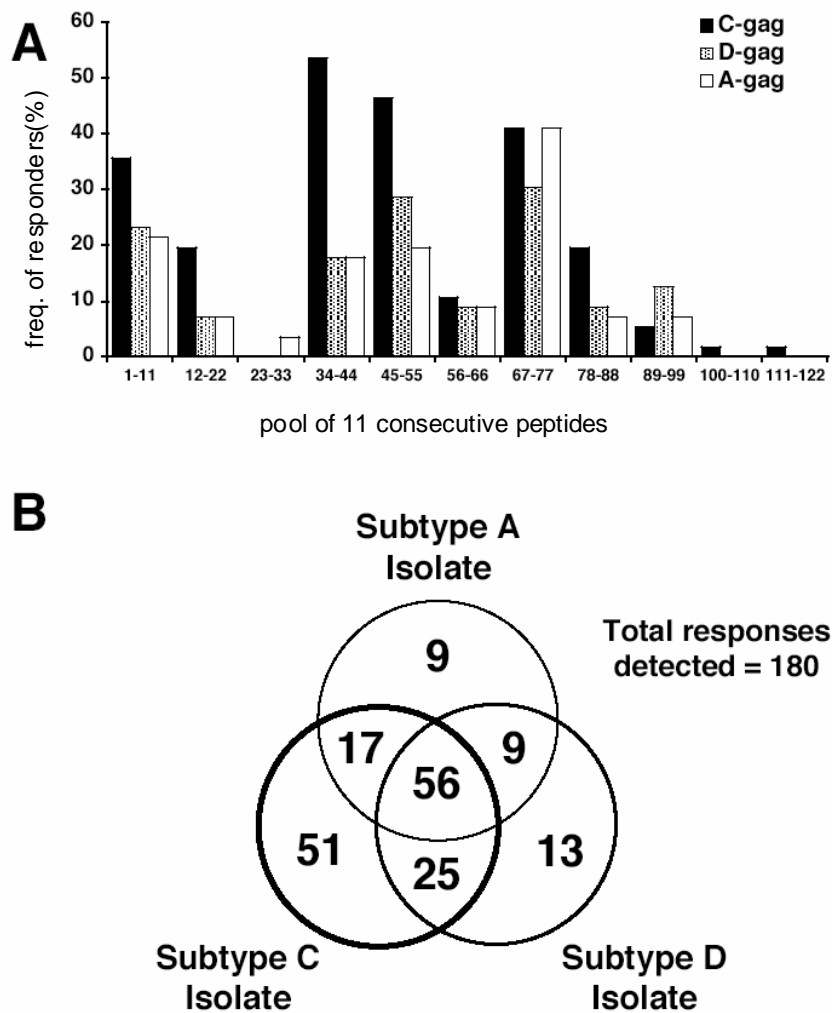 A
freq. of responders(%)
60
50
40
30
20
10
0
C-gag
D-gag
A-gag
1-11 12-22 23-33 34-44 45-55 56-66 67-77 78-88 89-99 100-110 111-122
pool of 11 consecutive peptides
B
Subtype A
Isolate
Total responses
detected = 180
9
17
9
56
51
25
13
Subtype C
Isolate
Subtype D
Isolate